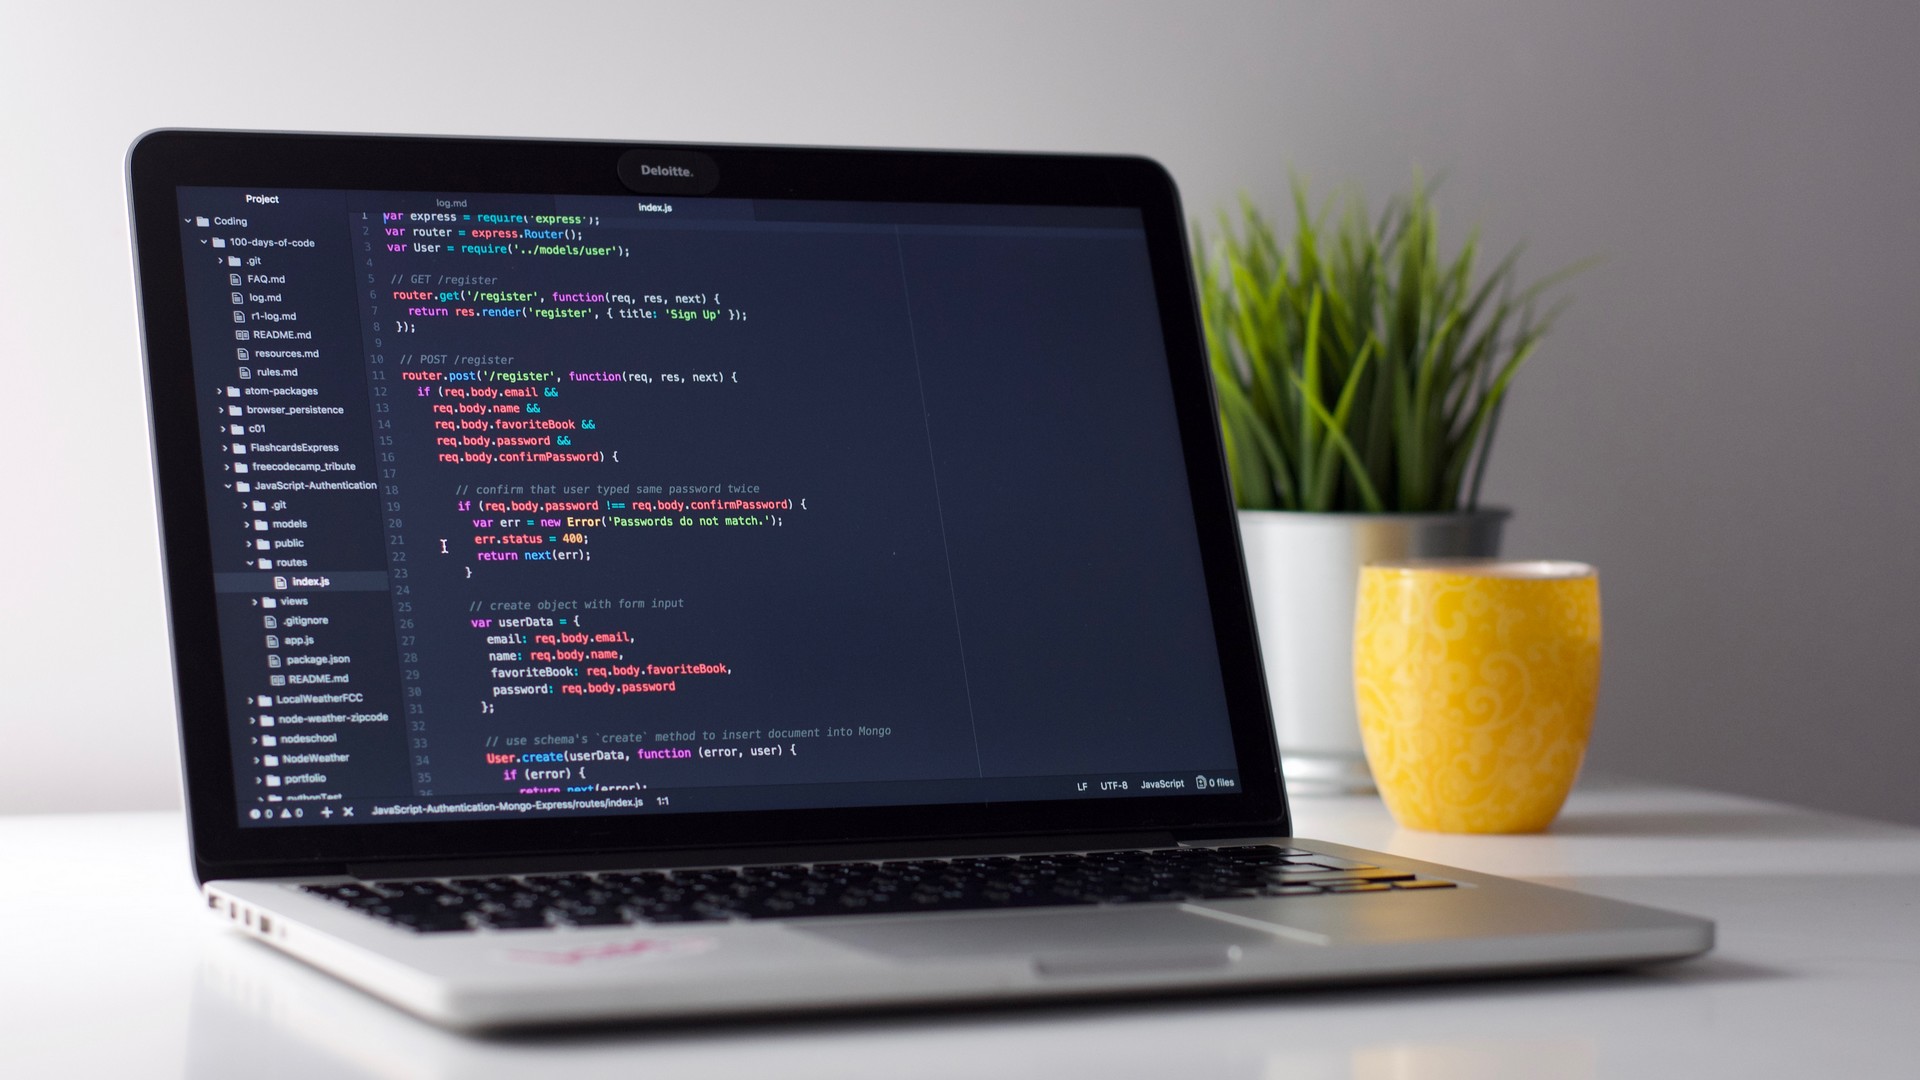 Deloitte.
Project
Coding
100-days-of-code
.git
FAQ.md
log.md
r1-log.md
README.md
resources.md
rules.md
atom-packages
browser_persistence
c01
FlashcardsExpress
freecodecamp_tribute
JavaScript-Authentication
.git
models
public
routes
index.js
views
.gitignore
app.js
package.json
README.md
LocalWeatherFCC
node-weather-zipcode
nodeschool
NodeWeather
portfolio
pythonTest
log.md
index.js
1 var express = require('express');
2 var router = express.Router();
3 var User = require('../models/user');
4
5 // GET /register
6 router.get('/register', function(req, res, next) {
7 return res.render('register', { title: 'Sign Up' });
8 });
9
10 // POST /register
11 router.post('/register', function(req, res, next) {
12 if (req.body.email &&
13 req.body.name &&
14 req.body.favoriteBook &&
15 req.body.password &&
16 req.body.confirmPassword) {
17
18 // confirm that user typed same password twice
19 if (req.body.password !== req.body.confirmPassword) {
20 var err = new Error('Passwords do not match.');
21 err.status = 400;
22 return next(err);
23 }
24
25 // create object with form input
26 var userData = {
27 email: req.body.email,
28 name: req.body.name,
29 favoriteBook: req.body.favoriteBook,
30 password: req.body.password
31 };
32
33 // use schema's `create` method to insert document into Mongo
34 User.create(userData, function (error, user) {
35 if (error) {
36 return next(error);
0 0 JavaScript-Authentication-Mongo-Express/routes/index.js 1:1 LF UTF-8 JavaScript 0 files